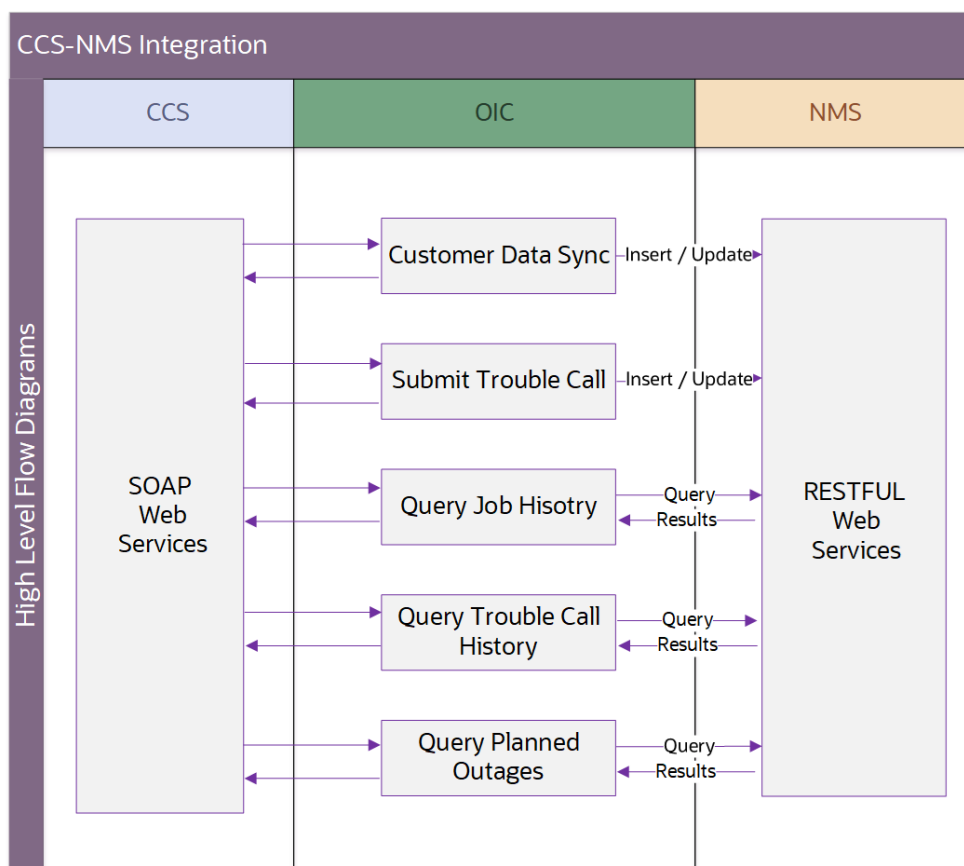 CCS-NMS Integration
High Level Flow Diagrams
CCS
OIC
NMS
SOAP
Web
Services
Customer Data Sync
Insert / Update
Submit Trouble Call
Insert / Update
Query Job Hisotry
Query
Results
Query Trouble Call
History
Query
Results
Query Planned
Outages
Query
Results
RESTFUL
Web
Services